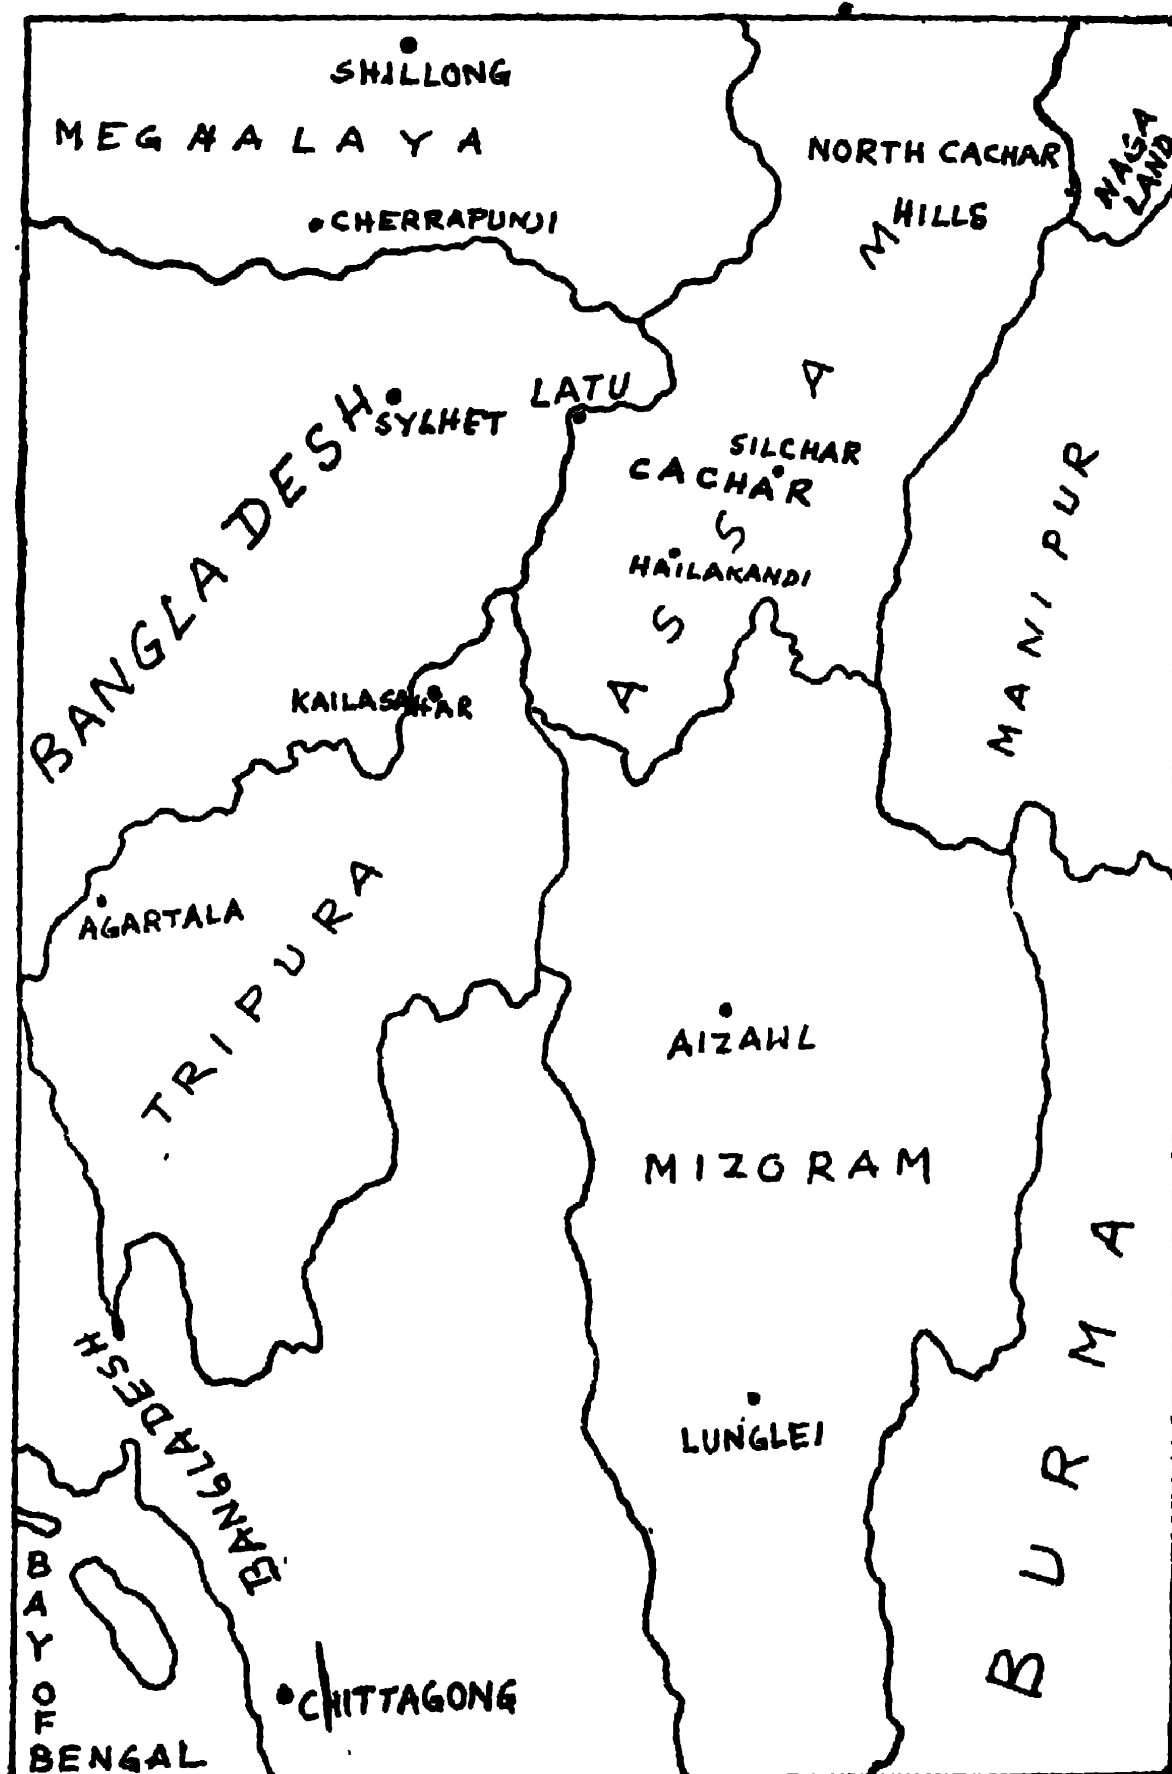 SHILLONG
MEGHALAYA
NORTH CACHAR
HILLS
NAGA
LAND
CHERRAPUNJI
LATU
SYLHET
BANGLADESH
SILCHAR
CACHAR
HAILAKANDI
ASSAM
MANIPUR
KAILASAHAR
AGARTALA
TRIPURA
AIZAWL
MIZORAM
BURMA
LUNGLEI
BANGLADESH
BAY
OF
BENGAL
CHITTAGONG